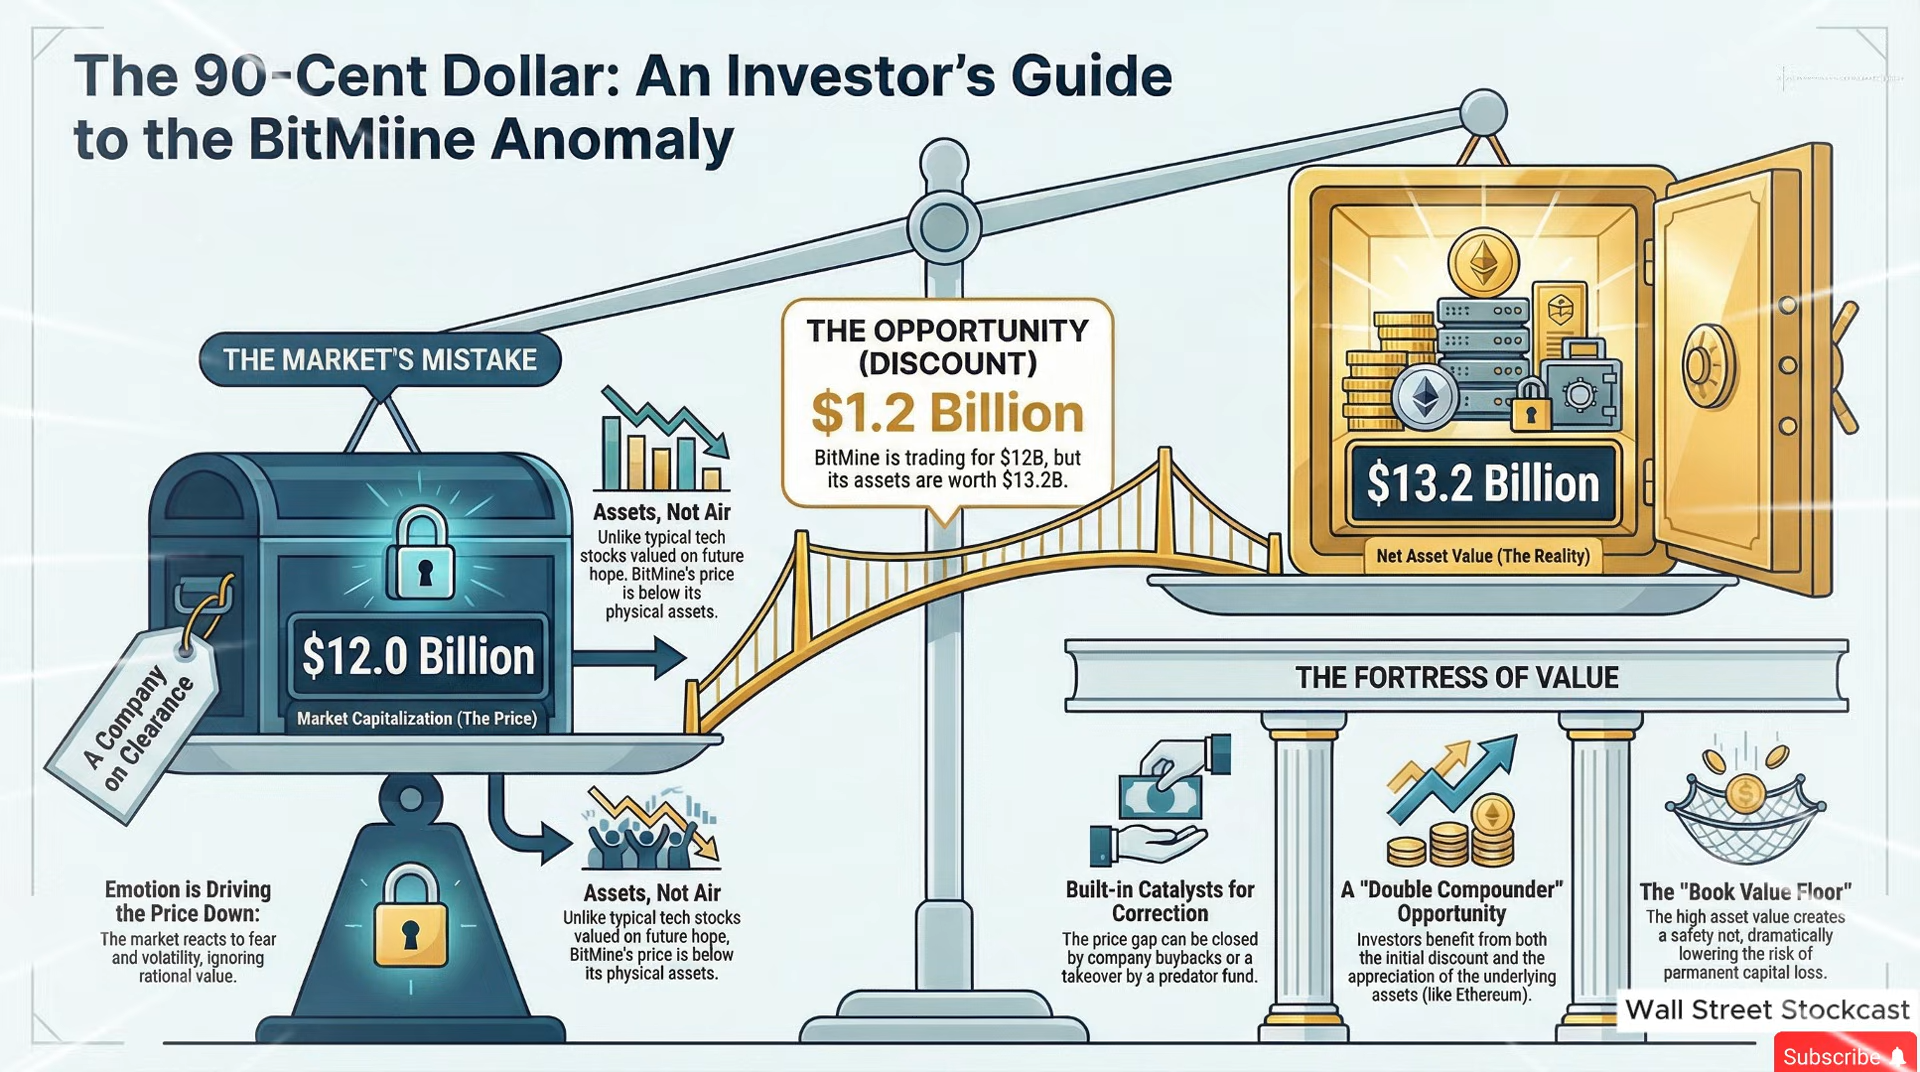 The 90-Cent Dollar: An Investor's Guide
to the BitMiine Anomaly
THE MARKET'S MISTAKE
$12.0 Billion
Market Capitalization (The Price)
A Company
on Clearance
Assets, Not Air
Unlike typical tech
stocks valued on future
hope. BitMine's price
is below its
physical assets.
THE OPPORTUNITY
(DISCOUNT)
$1.2 Billion
BitMine is trading for $12B, but
its assets are worth $13.2B.
$13.2 Billion
Net Asset Value (The Reality)
Emotion is Driving
the Price Down:
The market reacts to fear
and volatility, ignoring
rational value.
Assets, Not Air
Unlike typical tech stocks
valued on future hope,
BitMine's price is below
its physical assets.
THE FORTRESS OF VALUE
Built-in Catalysts for
Correction
The price gap can be closed
by company buybacks or a
takeover by a predator fund.
A "Double Compounder"
Opportunity
Investors benefit from both
the initial discount and the
appreciation of the underlying
assets (like Ethereum).
The "Book Value Floor"
The high asset value creates
a safety not, dramatically
lowering the risk of
parmanent capital loss.
Wall Street Stockcast
Subscribe